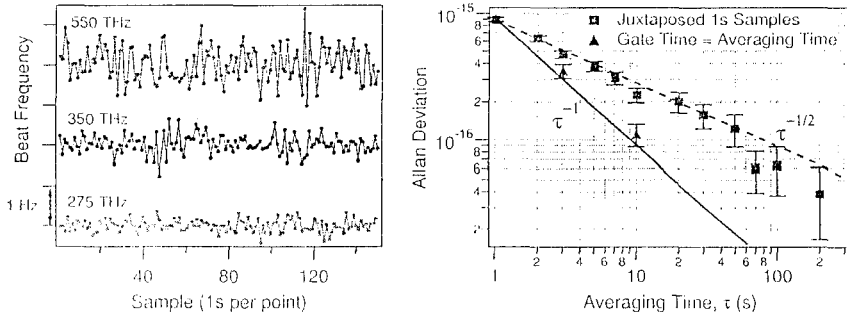 550 THz
350 THz
275 THz
Beat Frequency
1 Hz
40
80
120
Sample (1s per point)
10^-15
8
6
4
2
10^-16
8
6
4
2
Juxtaposed 1s Samples
Gate Time = Averaging Time
τ^-1
τ^-1/2
Allan Deviation
1
2
4
6
8
10
2
4
6
8
100
2
Averaging Time, τ (s)